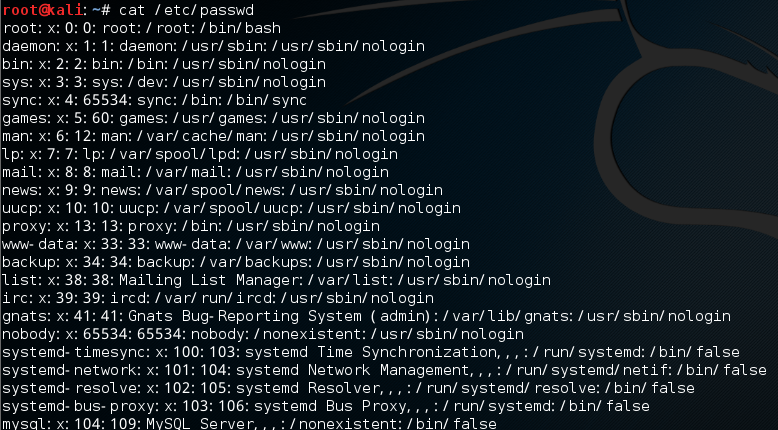 root@kali:~# cat /etc/passwd
root:x:0:0:root:/root:/bin/bash
daemon:x:1:1:daemon:/usr/sbin:/usr/sbin/nologin
bin:x:2:2:bin:/bin:/usr/sbin/nologin
sys:x:3:3:sys:/dev:/usr/sbin/nologin
sync:x:4:65534:sync:/bin:/bin/sync
games:x:5:60:games:/usr/games:/usr/sbin/nologin
man:x:6:12:man:/var/cache/man:/usr/sbin/nologin
lp:x:7:7:lp:/var/spool/lpd:/usr/sbin/nologin
mail:x:8:8:mail:/var/mail:/usr/sbin/nologin
news:x:9:9:news:/var/spool/news:/usr/sbin/nologin
uucp:x:10:10:uucp:/var/spool/uucp:/usr/sbin/nologin
proxy:x:13:13:proxy:/bin:/usr/sbin/nologin
www-data:x:33:33:www-data:/var/www:/usr/sbin/nologin
backup:x:34:34:backup:/var/backups:/usr/sbin/nologin
list:x:38:38:Mailing List Manager:/var/list:/usr/sbin/nologin
irc:x:39:39:ircd:/var/run/ircd:/usr/sbin/nologin
gnats:x:41:41:Gnats Bug-Reporting System (admin):/var/lib/gnats:/usr/sbin/nologin
nobody:x:65534:65534:nobody:/nonexistent:/usr/sbin/nologin
systemd-timesync:x:100:103:systemd Time Synchronization,,,:/run/systemd:/bin/false
systemd-network:x:101:104:systemd Network Management,,,:/run/systemd/netif:/bin/false
systemd-resolve:x:102:105:systemd Resolver,,,:/run/systemd/resolve:/bin/false
systemd-bus-proxy:x:103:106:systemd Bus Proxy,,,:/run/systemd:/bin/false
mysql:x:104:109:MySQL Server,,,:/nonexistent:/bin/false